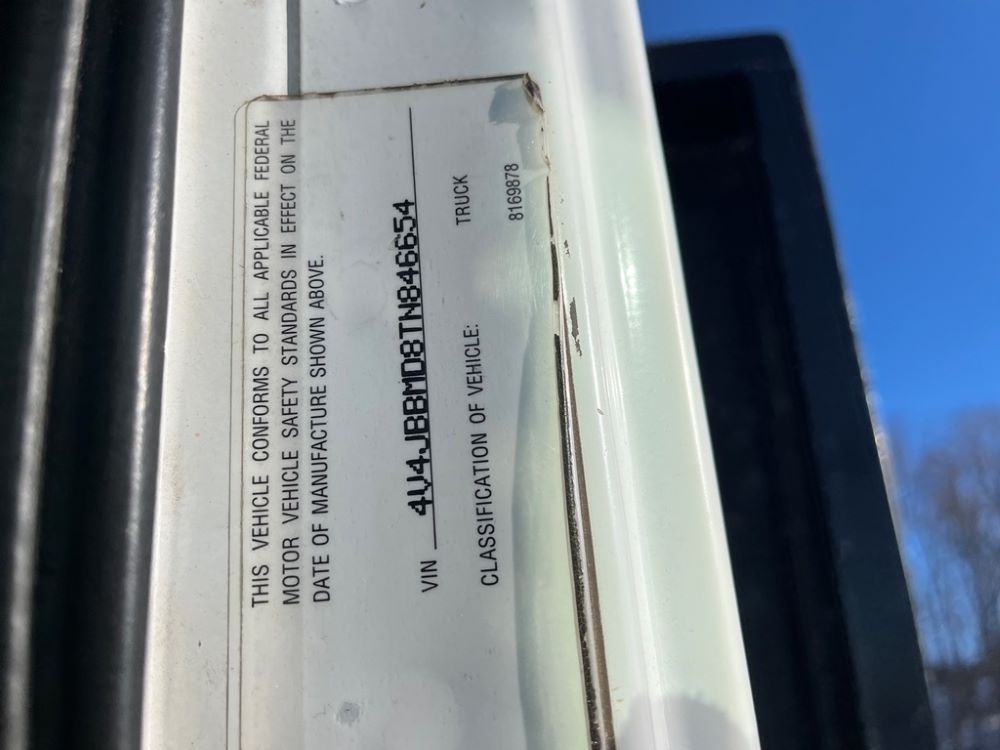 THIS VEHICLE CONFORMS TO ALL APPLICABLE FEDERAL
MOTOR VEHICLE SAFETY STANDARDS IN EFFECT ON THE
DATE OF MANUFACTURE SHOWN ABOVE.
VIN 4V4JBBMD8TN846654
CLASSIFICATION OF VEHICLE: TRUCK
8169878